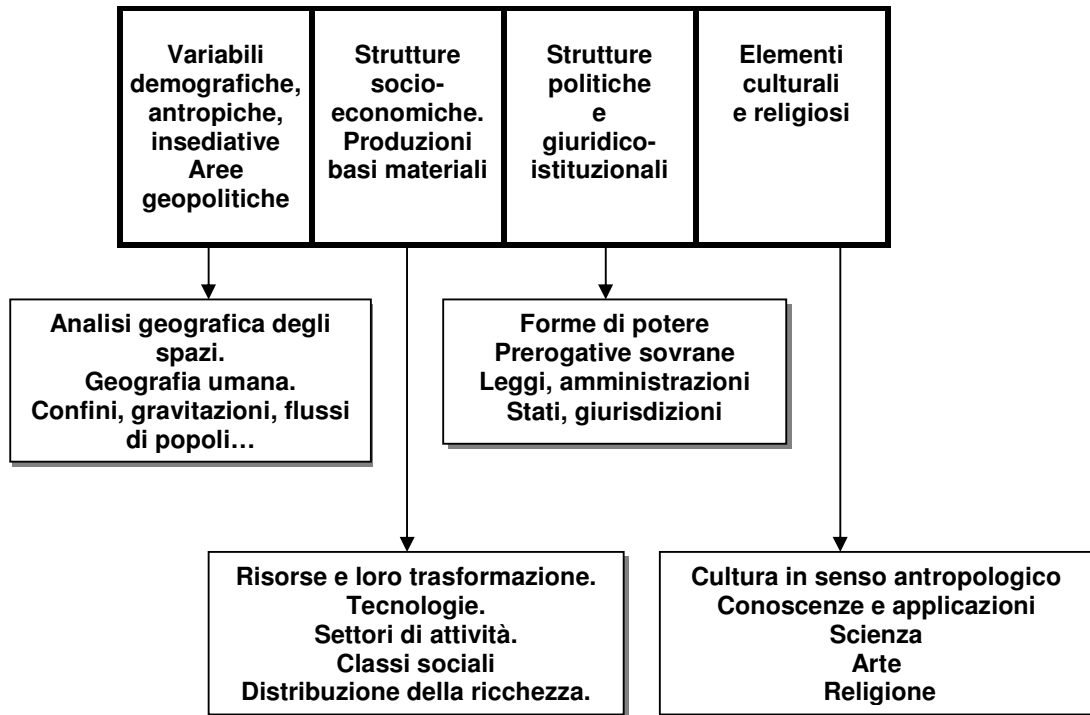 Variabili
demografiche,
antropiche,
insediative
Aree
geopolitiche
Strutture
socio-
economiche.
Produzioni
basi materiali
Strutture
politiche
e
giuridico-
istituzionali
Elementi
culturali
e religiosi
Analisi geografica degli
spazi.
Geografia umana.
Confini, gravitazioni, flussi
di popoli…
Forme di potere
Prerogative sovrane
Leggi, amministrazioni
Stati, giurisdizioni
Risorse e loro trasformazione.
Tecnologie.
Settori di attività.
Classi sociali
Distribuzione della ricchezza.
Cultura in senso antropologico
Conoscenze e applicazioni
Scienza
Arte
Religione